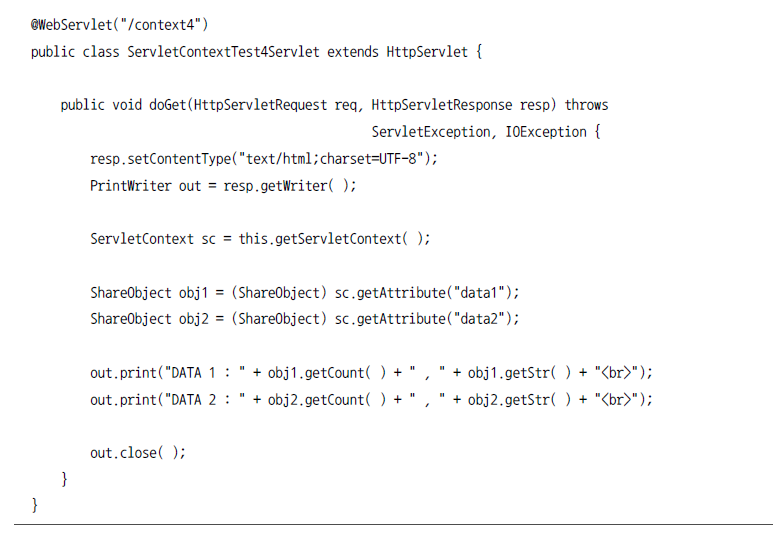 @WebServlet("/context4")
public class ServletContextTest4Servlet extends HttpServlet {
public void doGet(HttpServletRequest req, HttpServletResponse resp) throws
ServletException, IOException {
resp.setContentType("text/html;charset=UTF-8");
PrintWriter out = resp.getWriter( );
ServletContext sc = this.getServletContext( );
ShareObject obj1 = (ShareObject) sc.getAttribute("data1");
ShareObject obj2 = (ShareObject) sc.getAttribute("data2");
out.print("DATA 1 : " + obj1.getCount( ) + " , " + obj1.getStr( ) + "<br>");
out.print("DATA 2 : " + obj2.getCount( ) + " , " + obj2.getStr( ) + "<br>");
out.close( );
}
}